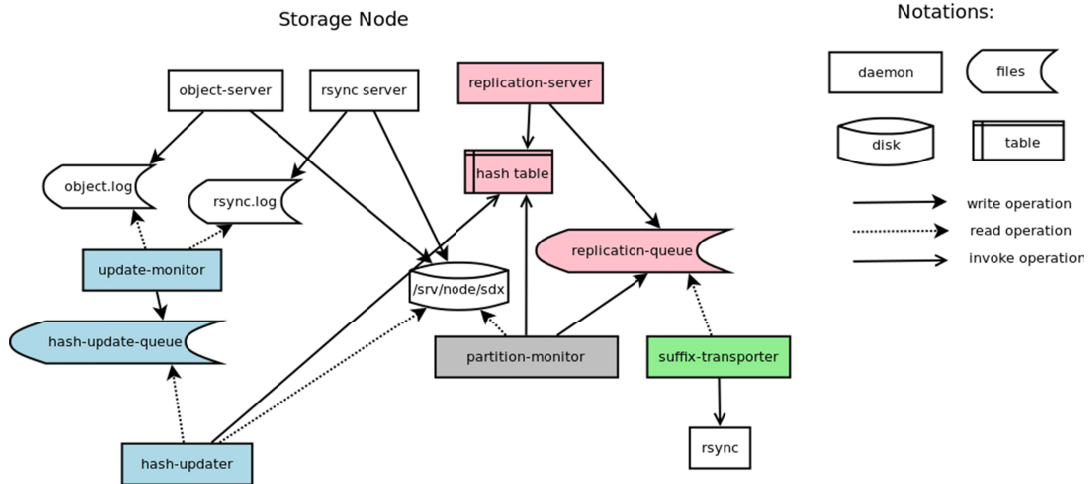 Storage Node
Notations:
object-server
rsync server
replication-server
daemon
files
disk
table
object.log
rsync.log
hash table
write operation
read operation
invoke operation
update-monitor
replication-queue
/srv/node/sdx
hash-update-queue
partition-monitor
suffix-transporter
hash-updater
rsync